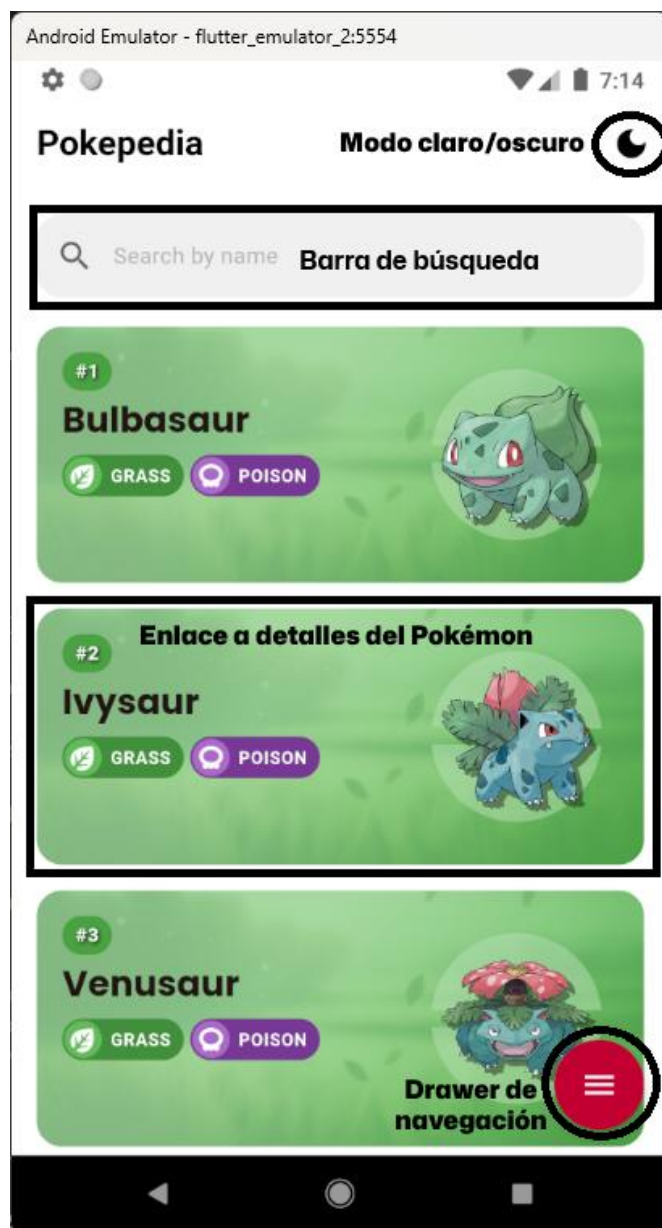 Android Emulator - flutter_emulator_2:5554
7:14
Pokepedia Modo claro/oscuro
Search by name Barra de búsqueda
#1
Bulbasaur
GRASS POISON
Enlace a detalles del Pokémon
#2
Ivysaur
GRASS POISON
#3
Venusaur
GRASS POISON
Drawer de
navegación